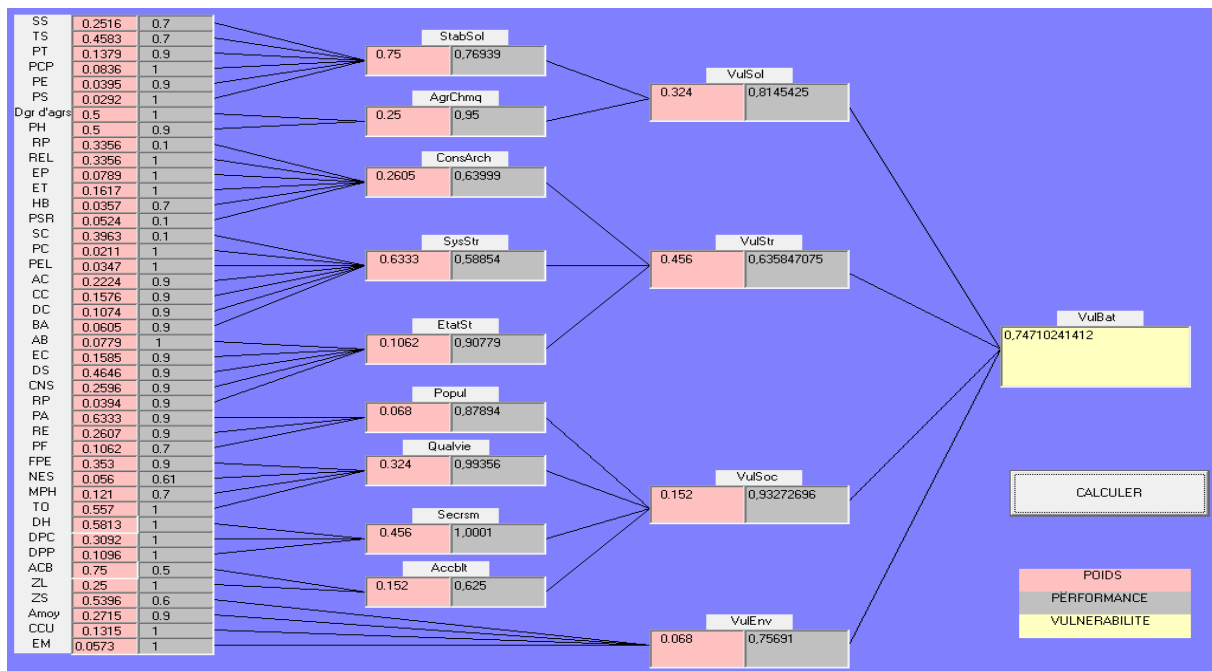 SS 0.2516 0.7
TS 0.4583 0.7
PT 0.1379 0.9
PCP 0.0836 1
PE 0.0395 0.9
PS 0.0292 1
Dgr d'agrs 0.5 1
PH 0.5 0.9
RP 0.3356 0.1
REL 0.3356 1
EP 0.0789 1
ET 0.1617 1
HB 0.0357 0.7
PSR 0.0524 0.1
SC 0.3963 0.1
PC 0.0211 1
PEL 0.0347 1
AC 0.2224 0.9
CC 0.1576 0.9
DC 0.1074 0.9
BA 0.0605 0.9
AB 0.0779 1
EC 0.1585 0.9
DS 0.4646 0.9
CNS 0.2596 0.9
RP 0.0394 0.9
PA 0.6333 0.9
RE 0.2607 0.9
PF 0.1062 0.7
FPE 0.353 0.9
NES 0.056 0.61
MPH 0.121 0.7
TO 0.557 1
DH 0.5813 1
DPC 0.3092 1
DPP 0.1096 1
ACB 0.75 0.5
ZL 0.25 1
ZS 0.5396 0.6
Amoy 0.2715 0.9
CCU 0.1315 1
EM 0.0573 1
StabSol
0.75 0,76939
AgrChmq
0.25 0,95
ConsArch
0.2605 0,63999
SysStr
0.6333 0,58854
EtatSt
0.1062 0,90779
Popul
0.068 0,87894
Qualvie
0.324 0,99356
Secrsm
0.456 1,0001
Accblt
0.152 0,625
VulSol
0.324 0,8145425
VulStr
0.456 0,635847075
VulSoc
0.152 0,93272696
VulEnv
0.068 0,75691
VulBat
0,74710241412
CALCULER
POIDS
PERFORMANCE
VULNERABILITE